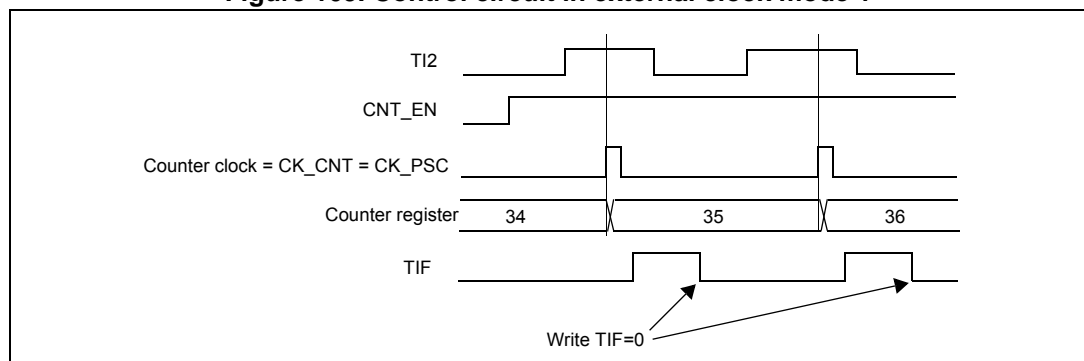 Figure Control circuit in external clock mode 1
TI2
CNT_EN
Counter clock = CK_CNT = CK_PSC
Counter register 34 35 36
TIF
Write TIF=0